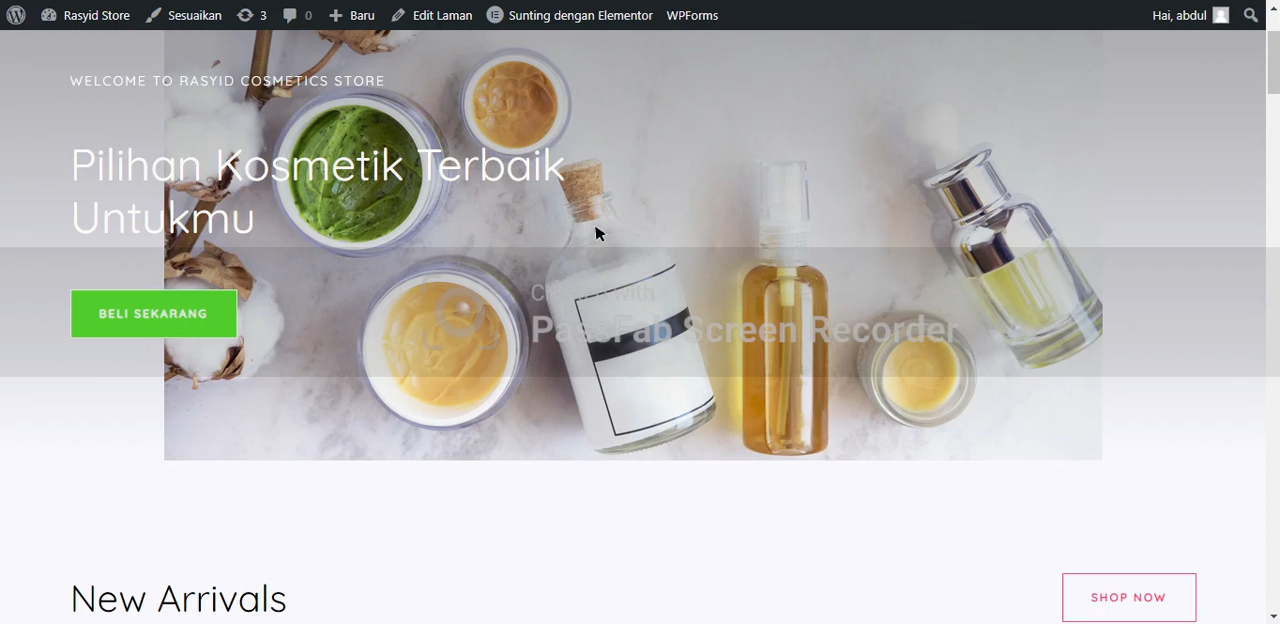 Rasyid Store Sesuaikan 3 0 Baru Edit Laman Sunting dengan Elementor WPForms Hai, abdul
WELCOME TO RASYID COSMETICS STORE
Pilihan Kosmetik Terbaik
Untukmu
BELI SEKARANG
Created with
PassFab Screen Recorder
New Arrivals
SHOP NOW